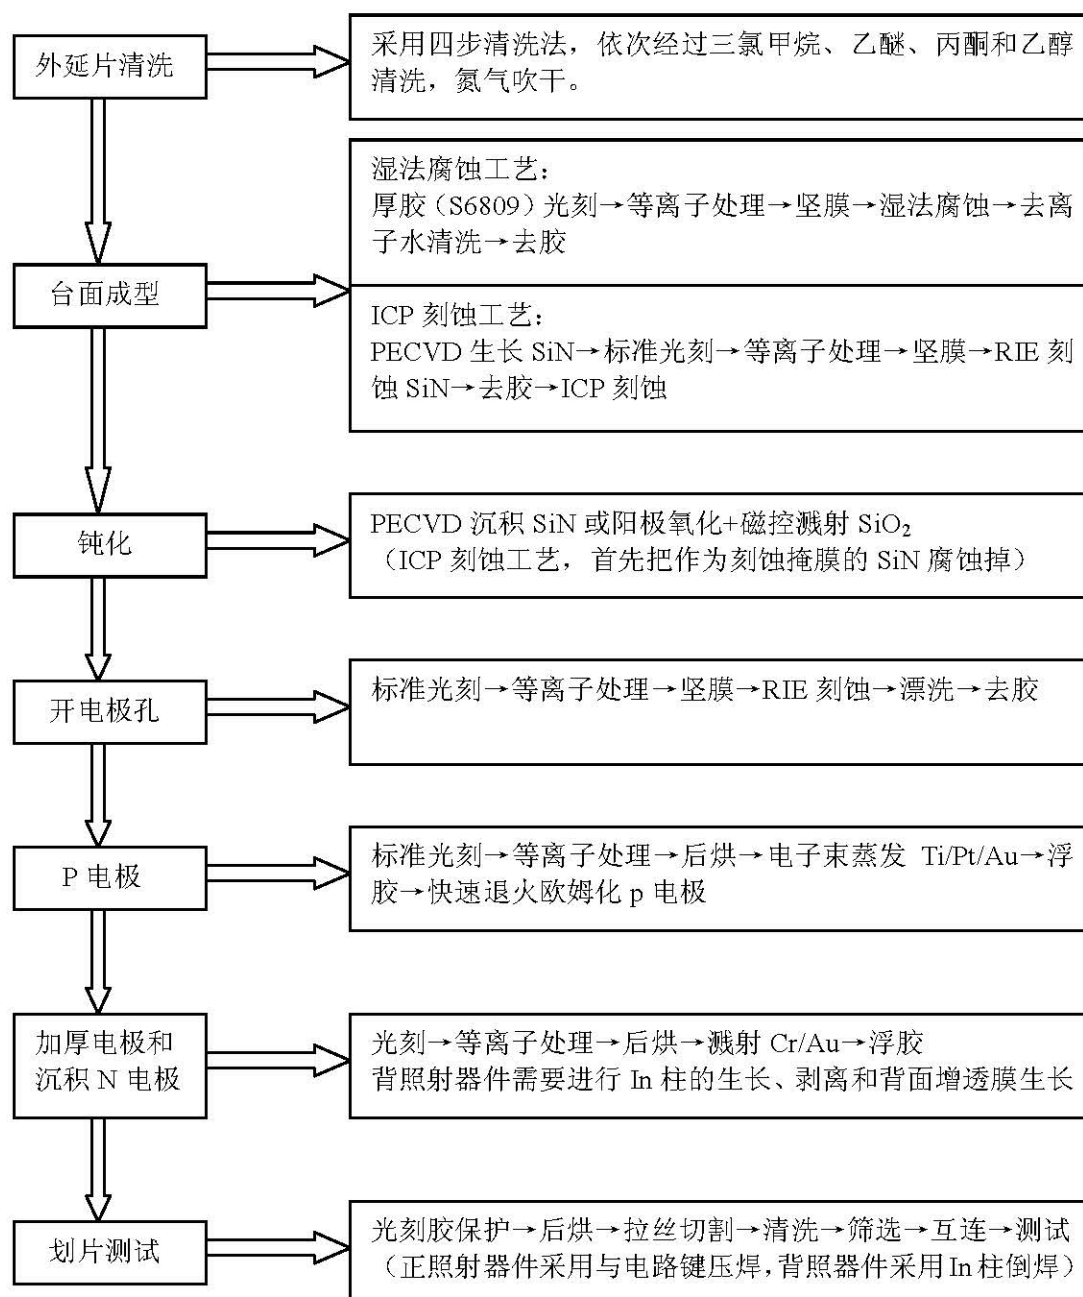 外延片清洗
采用四步清洗法，依次经过三氯甲烷、乙醚、丙酮和乙醇
清洗，氮气吹干。
台面成型
湿法腐蚀工艺：
厚胶（S6809）光刻→等离子处理→坚膜→湿法腐蚀→去离
子水清洗→去胶
ICP 刻蚀工艺：
PECVD 生长 SiN→标准光刻→等离子处理→坚膜→RIE 刻
蚀 SiN→去胶→ICP 刻蚀
钝化
PECVD 沉积 SiN 或阳极氧化+磁控溅射 SiO₂
（ICP 刻蚀工艺，首先把作为刻蚀掩膜的 SiN 腐蚀掉）
开电极孔
标准光刻→等离子处理→坚膜→RIE 刻蚀→漂洗→去胶
P 电极
标准光刻→等离子处理→后烘→电子束蒸发 Ti/Pt/Au→浮
胶→快速退火欧姆化 p 电极
加厚电极和
沉积 N 电极
光刻→等离子处理→后烘→溅射 Cr/Au→浮胶
背照射器件需要进行 In 柱的生长、剥离和背面增透膜生长
划片测试
光刻胶保护→后烘→拉丝切割→清洗→筛选→互连→测试
（正照射器件采用与电路键压焊，背照器件采用 In 柱倒焊）